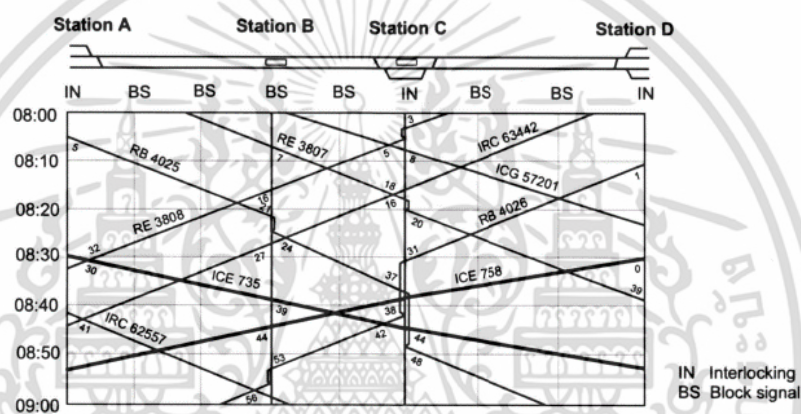 Station A Station B Station C Station D
IN BS BS BS BS IN BS BS IN
08:00
08:10
08:20
08:30
08:40
08:50
09:00
RB 4025
RE 3807
IRC 63442
ICG 57201
RE 3808
RB 4026
ICE 735
ICE 758
IRC 62557
3
5
5
7
8
1
16
21
18
16
20
24
27
32
30
31
37
0
39
39
38
41
44
42
44
48
53
56
IN Interlocking
BS Block signal